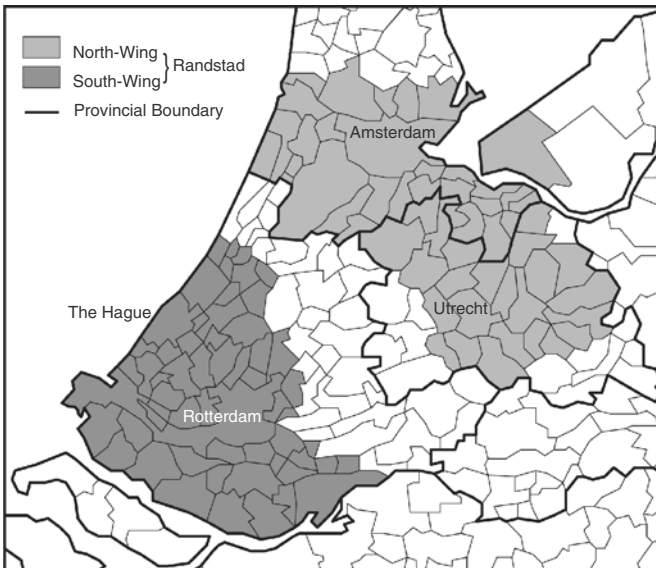 North-Wing
South-Wing
Randstad
Provincial Boundary
Amsterdam
The Hague
Utrecht
Rotterdam